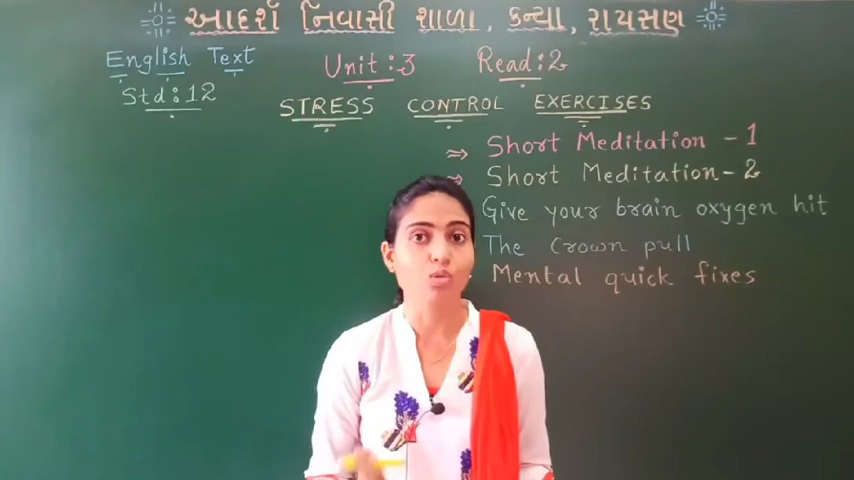 આદર્શ નિવાસી શાળા, કન્યા, રાયસણ
English Text Unit:3 Read:2
Std:12
STRESS CONTROL EXERCISES
⇒ Short Meditation - 1
⇒ Short Meditation - 2
Give your brain oxygen hit
The crown pull
Mental quick fixes